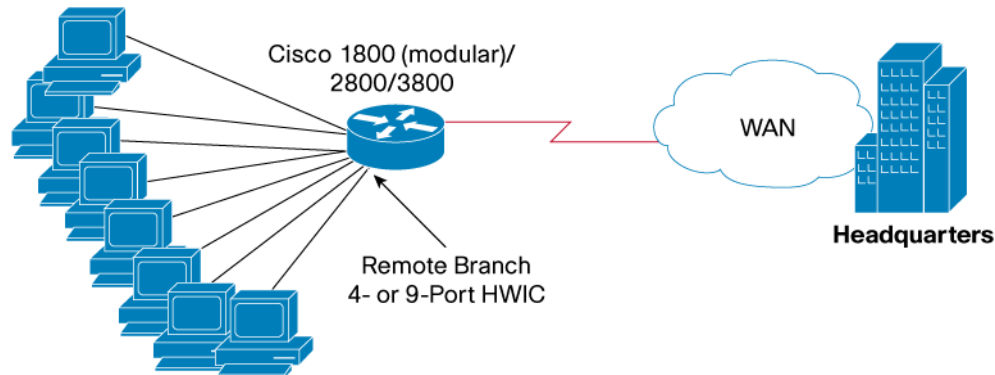 Cisco 1800 (modular)/
2800/3800
WAN
Headquarters
Remote Branch
4- or 9-Port HWIC